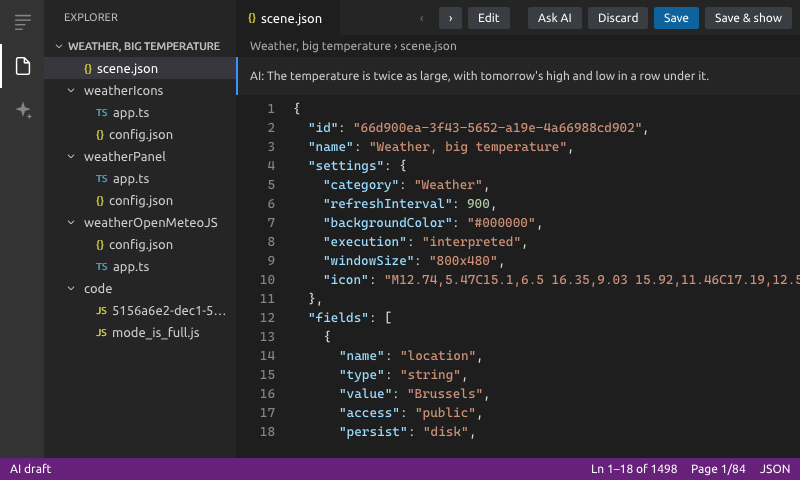 EXPLORER
WEATHER, BIG TEMPERATURE
{} scene.json
weatherIcons
TS app.ts
{} config.json
weatherPanel
TS app.ts
{} config.json
weatherOpenMeteoJS
{} config.json
TS app.ts
code
JS 5156a6e2-dec1-5...
JS mode_is_full.js
{} scene.json
‹ › Edit Ask AI Discard Save Save & show
Weather, big temperature › scene.json
AI: The temperature is twice as large, with tomorrow's high and low in a row under it.
1 {
2 "id": "66d900ea-3f43-5652-a19e-4a66988cd902",
3 "name": "Weather, big temperature",
4 "settings": {
5 "category": "Weather",
6 "refreshInterval": 900,
7 "backgroundColor": "#000000",
8 "execution": "interpreted",
9 "windowSize": "800x480",
10 "icon": "M12.74,5.47C15.1,6.5 16.35,9.03 15.92,11.46C17.19,12.5
11 },
12 "fields": [
13 {
14 "name": "location",
15 "type": "string",
16 "value": "Brussels",
17 "access": "public",
18 "persist": "disk",
AI draft
Ln 1–18 of 1498 Page 1/84 JSON